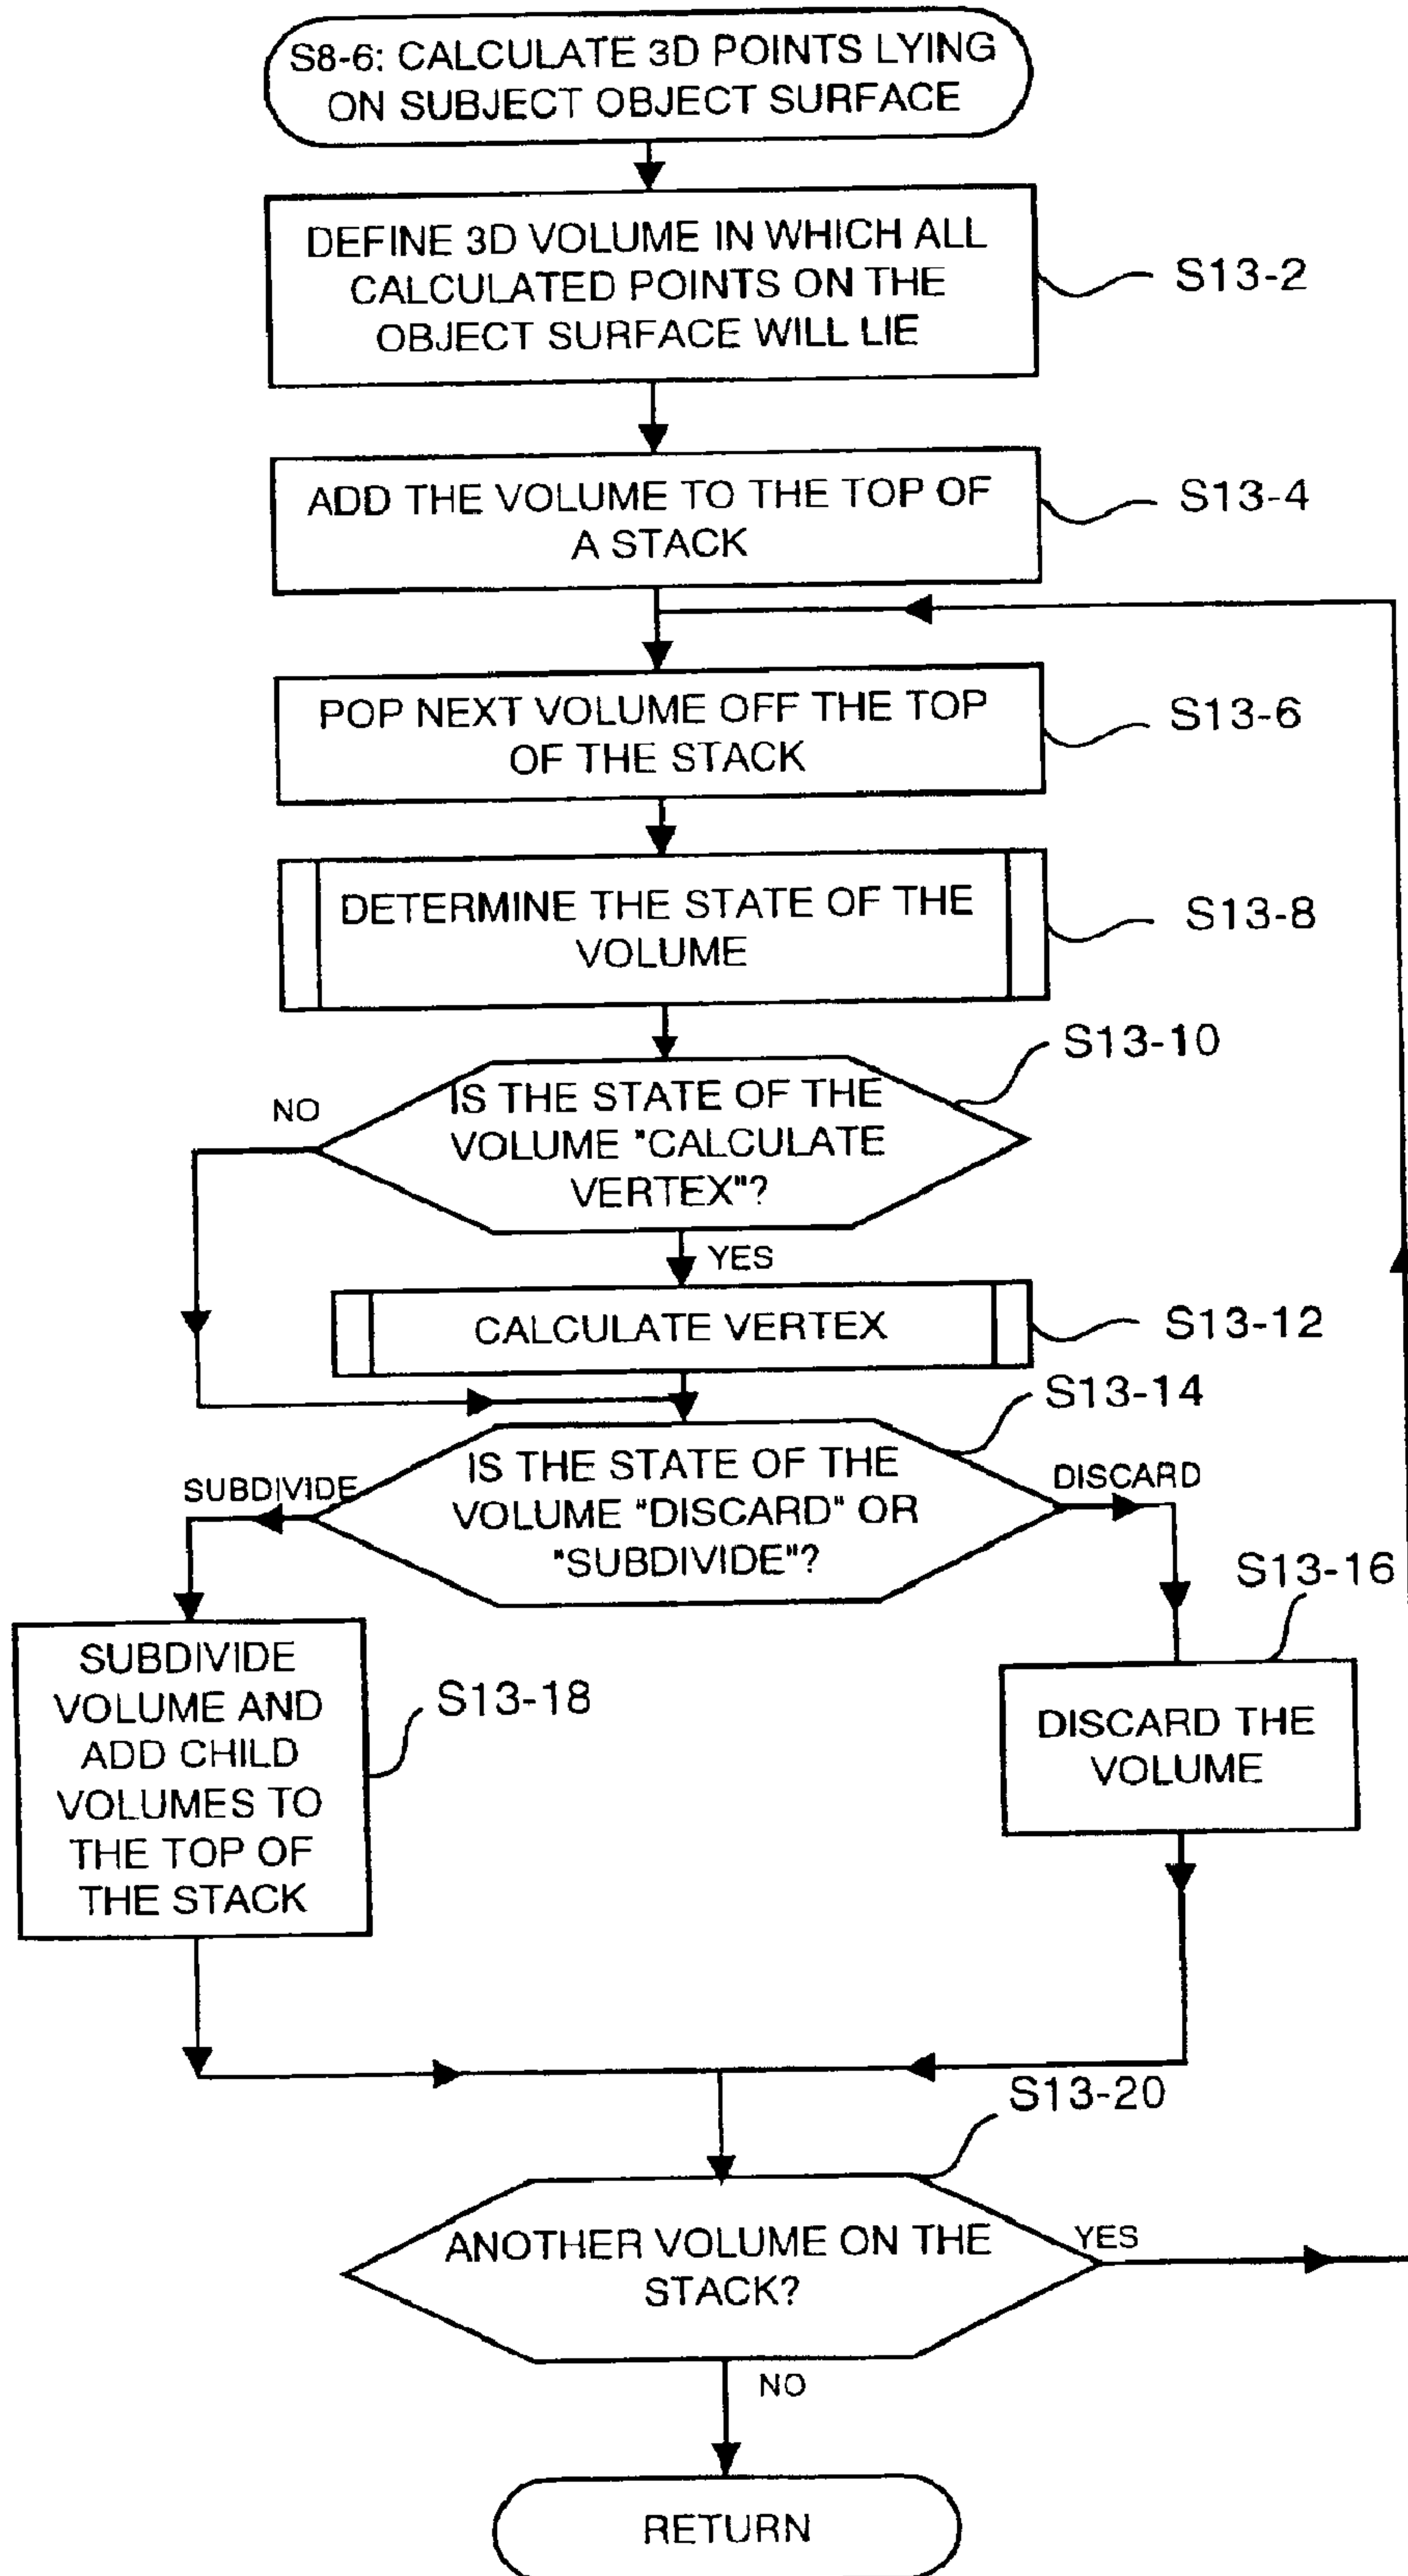 S8-6: CALCULATE 3D POINTS LYING
ON SUBJECT OBJECT SURFACE
DEFINE 3D VOLUME IN WHICH ALL
CALCULATED POINTS ON THE
OBJECT SURFACE WILL LIE
S13-2
ADD THE VOLUME TO THE TOP OF
A STACK
S13-4
POP NEXT VOLUME OFF THE TOP
OF THE STACK
S13-6
DETERMINE THE STATE OF THE
VOLUME
S13-8
S13-10
IS THE STATE OF THE
VOLUME "CALCULATE
VERTEX"?
NO
YES
CALCULATE VERTEX
S13-12
S13-14
IS THE STATE OF THE
VOLUME "DISCARD" OR
"SUBDIVIDE"?
SUBDIVIDE
DISCARD
S13-16
SUBDIVIDE
VOLUME AND
ADD CHILD
VOLUMES TO
THE TOP OF
THE STACK
S13-18
DISCARD THE
VOLUME
S13-20
ANOTHER VOLUME ON THE
STACK?
YES
NO
RETURN